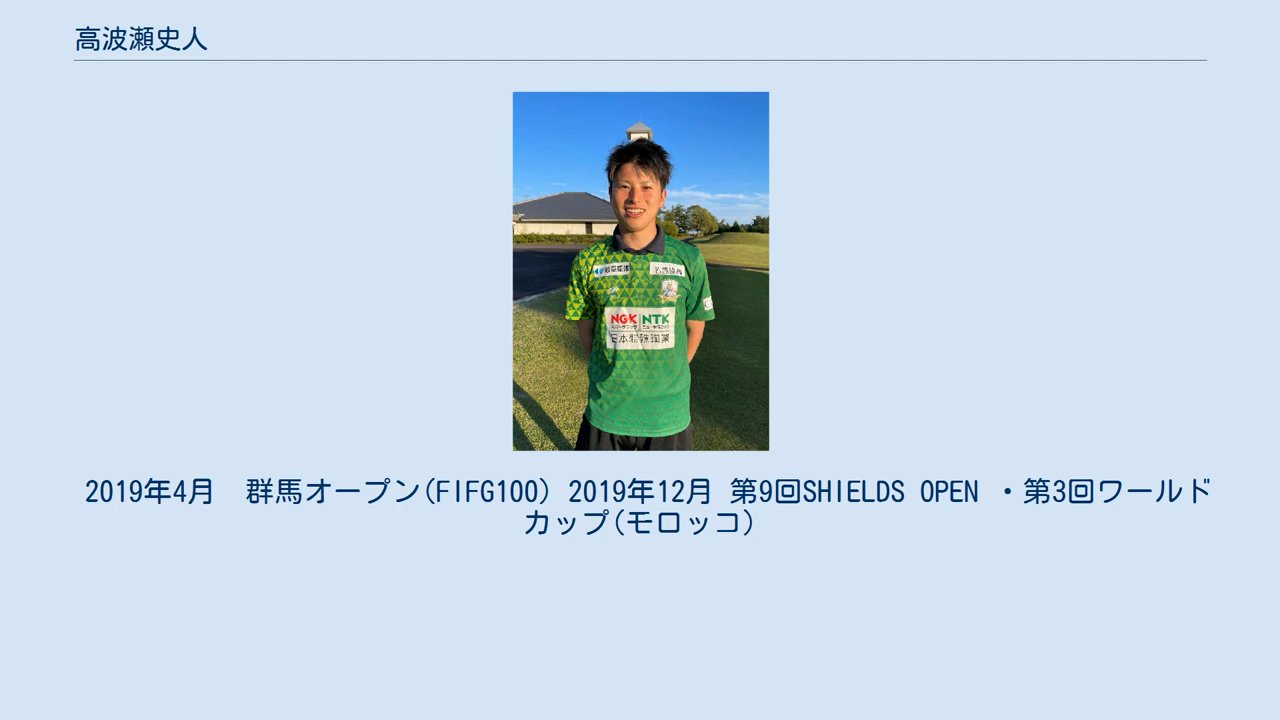 高波瀬史人
NGK NTK
日本特殊陶業
2019年4月　群馬オープン(FIFG100) 2019年12月 第9回SHIELDS OPEN ・第3回ワールド
カップ(モロッコ)